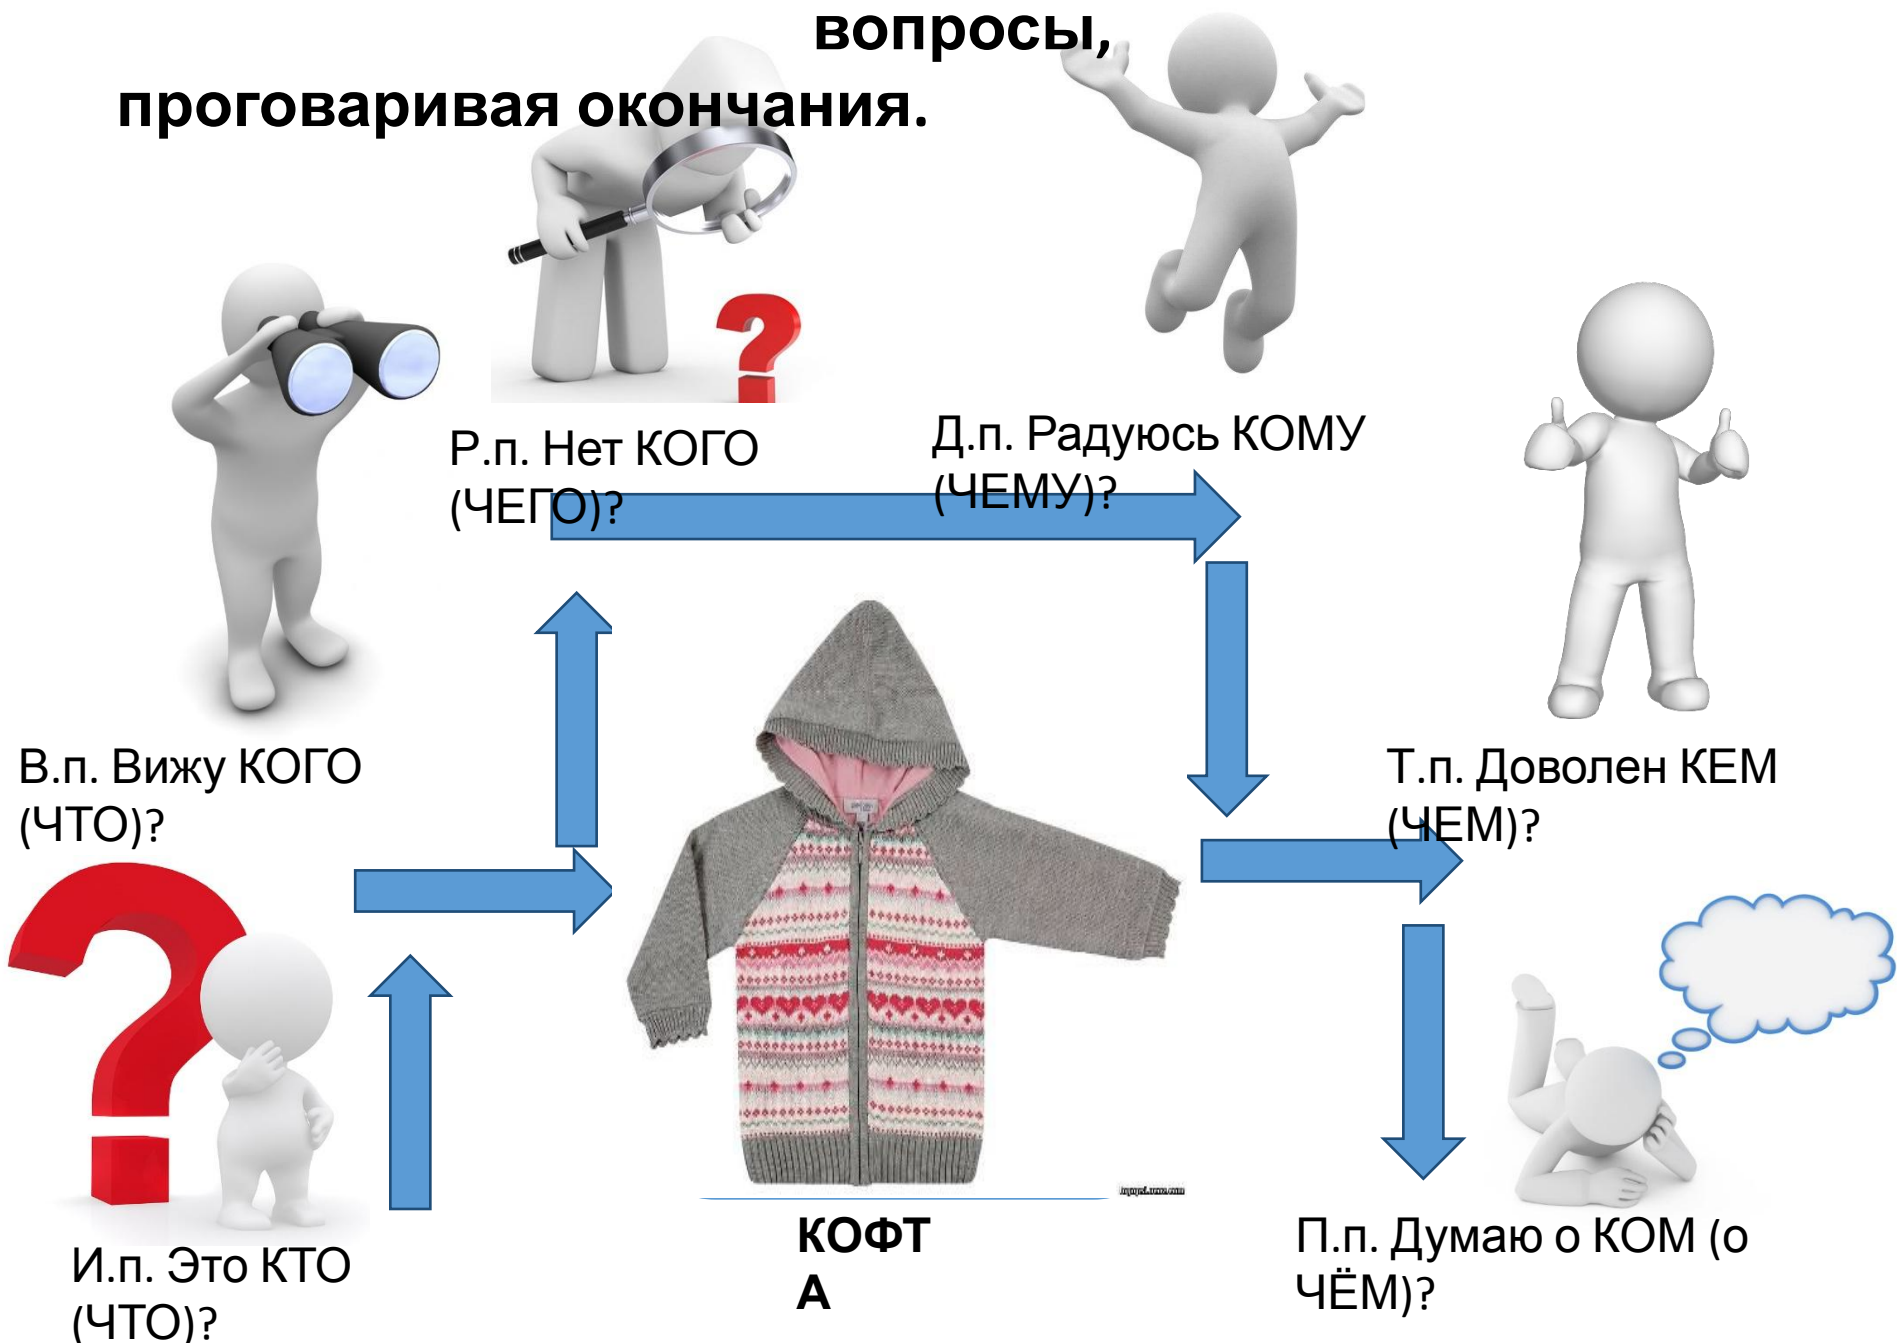 вопросы,
проговаривая окончания.
Р.п. Нет КОГО
(ЧЕГО)?
Д.п. Радуюсь КОМУ
(ЧЕМУ)?
В.п. Вижу КОГО
(ЧТО)?
Т.п. Доволен КЕМ
(ЧЕМ)?
И.п. Это КТО
(ЧТО)?
КОФТ
А
П.п. Думаю о КОМ (о
ЧЁМ)?